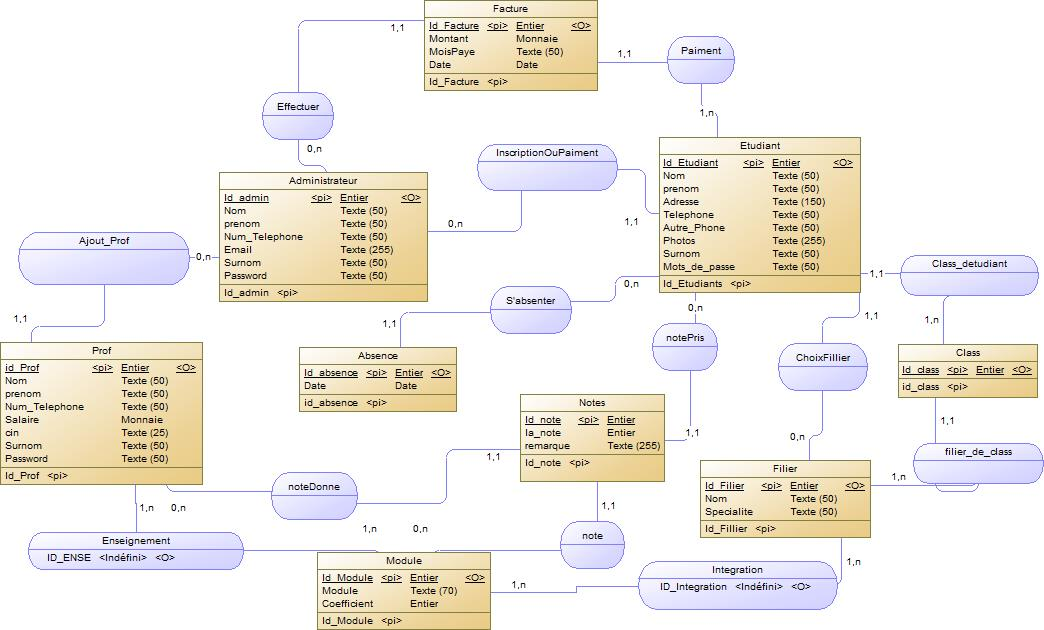 Facture
Id_Facture <pi> Entier <O>
Montant Monnaie
MoisPaye Texte (50)
Date Date
Id_Facture <pi>
1,1
1,1
Paiment
1,n
Effectuer
0,n
InscriptionOuPaiment
0,n
1,1
Etudiant
Id_Etudiant <pi> Entier <O>
Nom Texte (50)
prenom Texte (50)
Adresse Texte (150)
Telephone Texte (50)
Autre_Phone Texte (50)
Photos Texte (255)
Surnom Texte (50)
Mots_de_passe Texte (50)
Id_Etudiants <pi>
Administrateur
Id_admin <pi> Entier <O>
Nom Texte (50)
prenom Texte (50)
Num_Telephone Texte (50)
Email Texte (255)
Surnom Texte (50)
Password Texte (50)
Id_admin <pi>
Ajout_Prof
0,n
1,1
S'absenter
0,n
1,1
Class_detudiant
1,1
1,n
0,n
notePris
1,1
1,1
ChoixFillier
0,n
Absence
Id_absence <pi> Entier <O>
Date Date
id_absence <pi>
Class
Id_class <pi> Entier <O>
id_class <pi>
Prof
id_Prof <pi> Entier <O>
Nom Texte (50)
prenom Texte (50)
Num_Telephone Texte (50)
Salaire Monnaie
cin Texte (25)
Surnom Texte (50)
Password Texte (50)
Id_Prof <pi>
Notes
Id_note <pi> Entier
la_note Entier
remarque Texte (255)
Id_note <pi>
1,1
filier_de_class
1,n
Filier
Id_Filier <pi> Entier <O>
Nom Texte (50)
Specialite Texte (50)
Id_Fillier <pi>
1,1
noteDonne
1,n
0,n
1,1
note
1,n
0,n
Enseignement
ID_ENSE <Indéfini> <O>
Module
Id_Module <pi> Entier <O>
Module Texte (70)
Coefficient Entier
Id_Module <pi>
1,n
Integration
ID_Integration <Indéfini> <O>
1,n